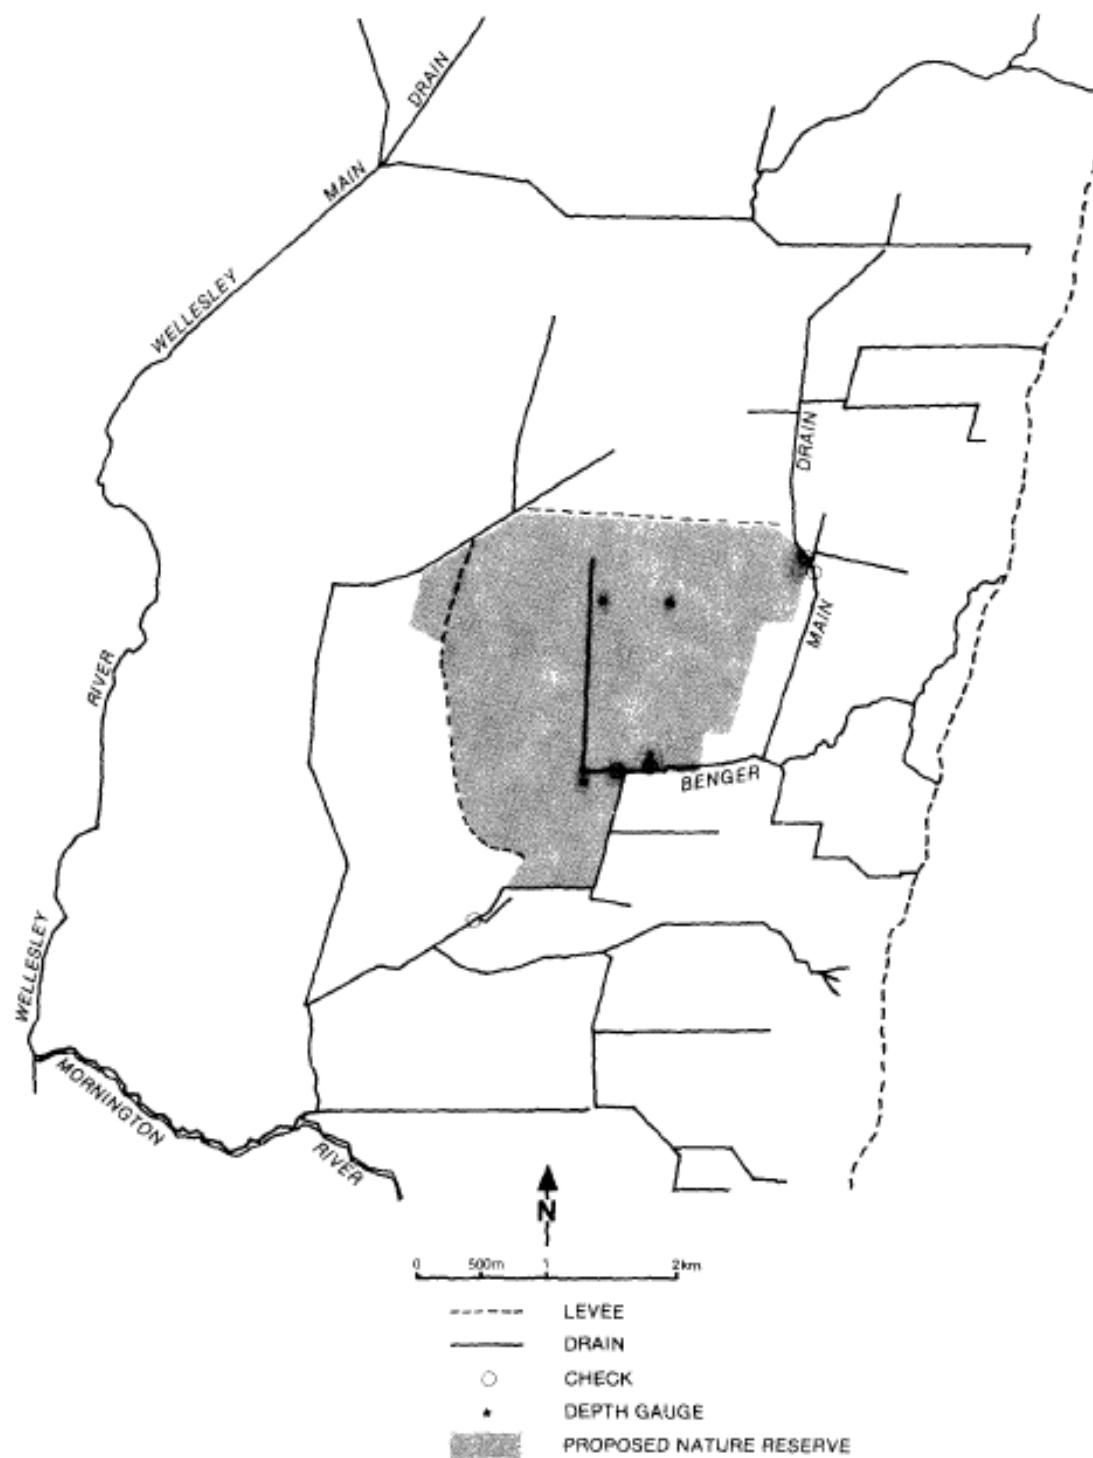 DRAIN
MAIN
WELLESLEY
DRAIN
MAIN
RIVER
BENGER
WELLESLEY
MORNINGTON
RIVER
N
0 500m 1 2km
LEVEE
DRAIN
CHECK
DEPTH GAUGE
PROPOSED NATURE RESERVE